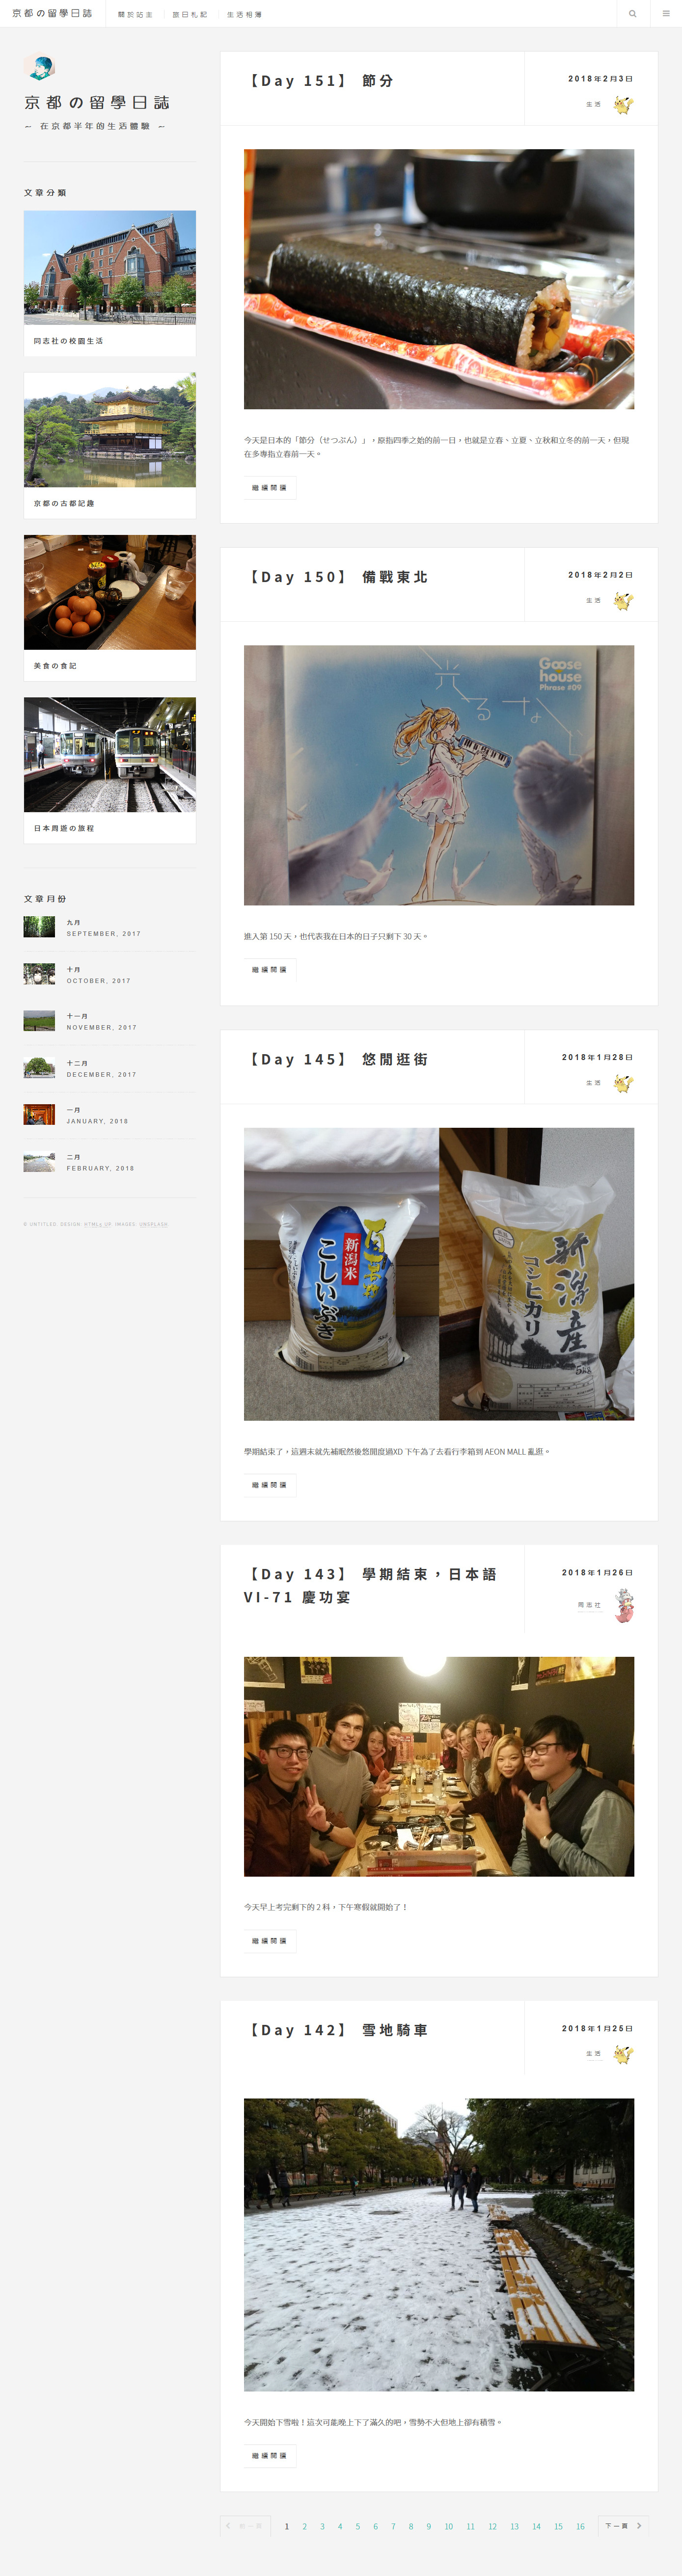 京都の留學日誌
關於站主
旅日札記
生活相簿
京都の留學日誌
~ 在京都半年的生活體驗 ~
文章分類
同志社の校園生活
京都の古都記趣
美食の食記
日本周遊の旅程
文章月份
九月
SEPTEMBER, 2017
十月
OCTOBER, 2017
十一月
NOVEMBER, 2017
十二月
DECEMBER, 2017
一月
JANUARY, 2018
二月
FEBRUARY, 2018
© UNTITLED. DESIGN: HTML5 UP. IMAGES: UNSPLASH.
【Day 151】 節分
2018年2月3日
生活
今天是日本的「節分（せつぶん）」，原指四季之始的前一日，也就是立春、立夏、立秋和立冬的前一天，但現
在多專指立春前一天。
繼續閱讀
【Day 150】 備戰東北
2018年2月2日
生活
光るなら
Goose
house
Phrase #09
進入第 150 天，也代表我在日本的日子只剩下 30 天。
繼續閱讀
【Day 145】 悠閒逛街
2018年1月28日
生活
新潟米
こしいぶき
新潟産
コシヒカリ
5kg
學期結束了，這週末就先補眠然後悠閒度過XD 下午為了去看行李箱到 AEON MALL 亂逛。
繼續閱讀
【Day 143】 學期結束，日本語
VI-71 慶功宴
2018年1月26日
同志社
今天早上考完剩下的 2 科，下午寒假就開始了！
繼續閱讀
【Day 142】 雪地騎車
2018年1月25日
生活
今天開始下雪啦！這次可能晚上下了滿久的吧，雪勢不大但地上卻有積雪。
繼續閱讀
前一頁
1 2 3 4 5 6 7 8 9 10 11 12 13 14 15 16
下一頁